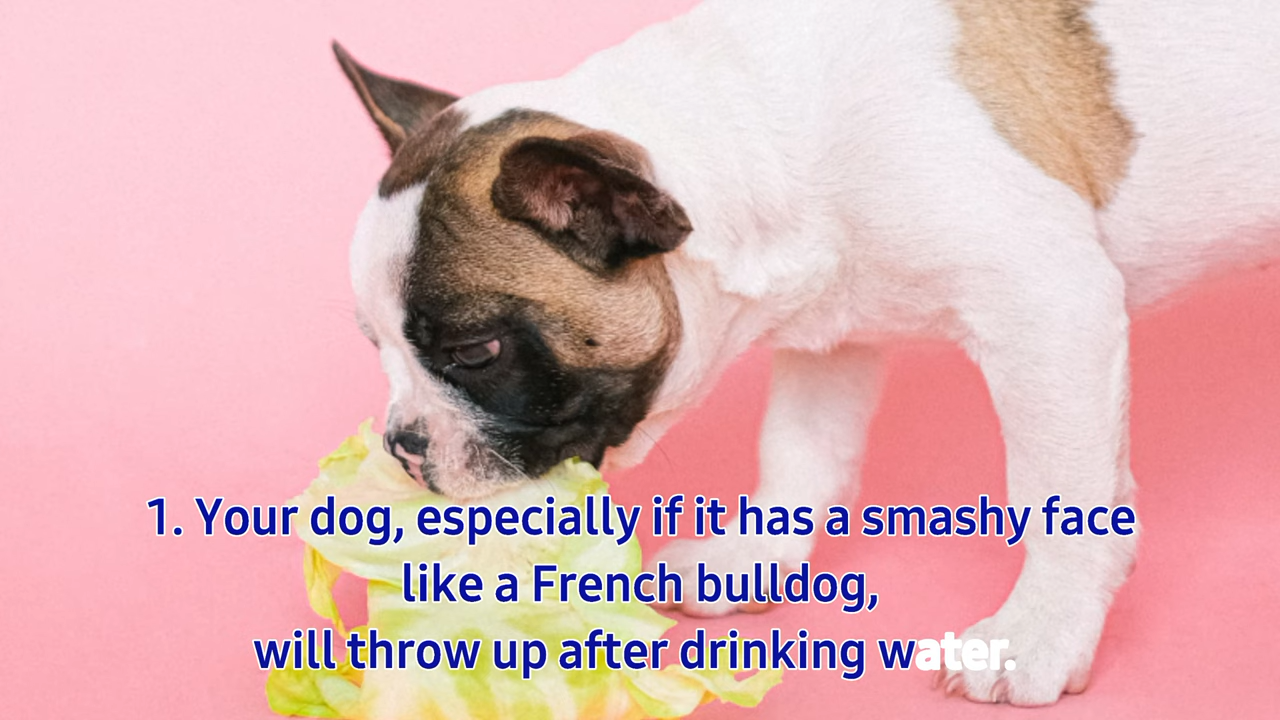 1. Your dog, especially if it has a smashy face
like a French bulldog,
will throw up after drinking water.